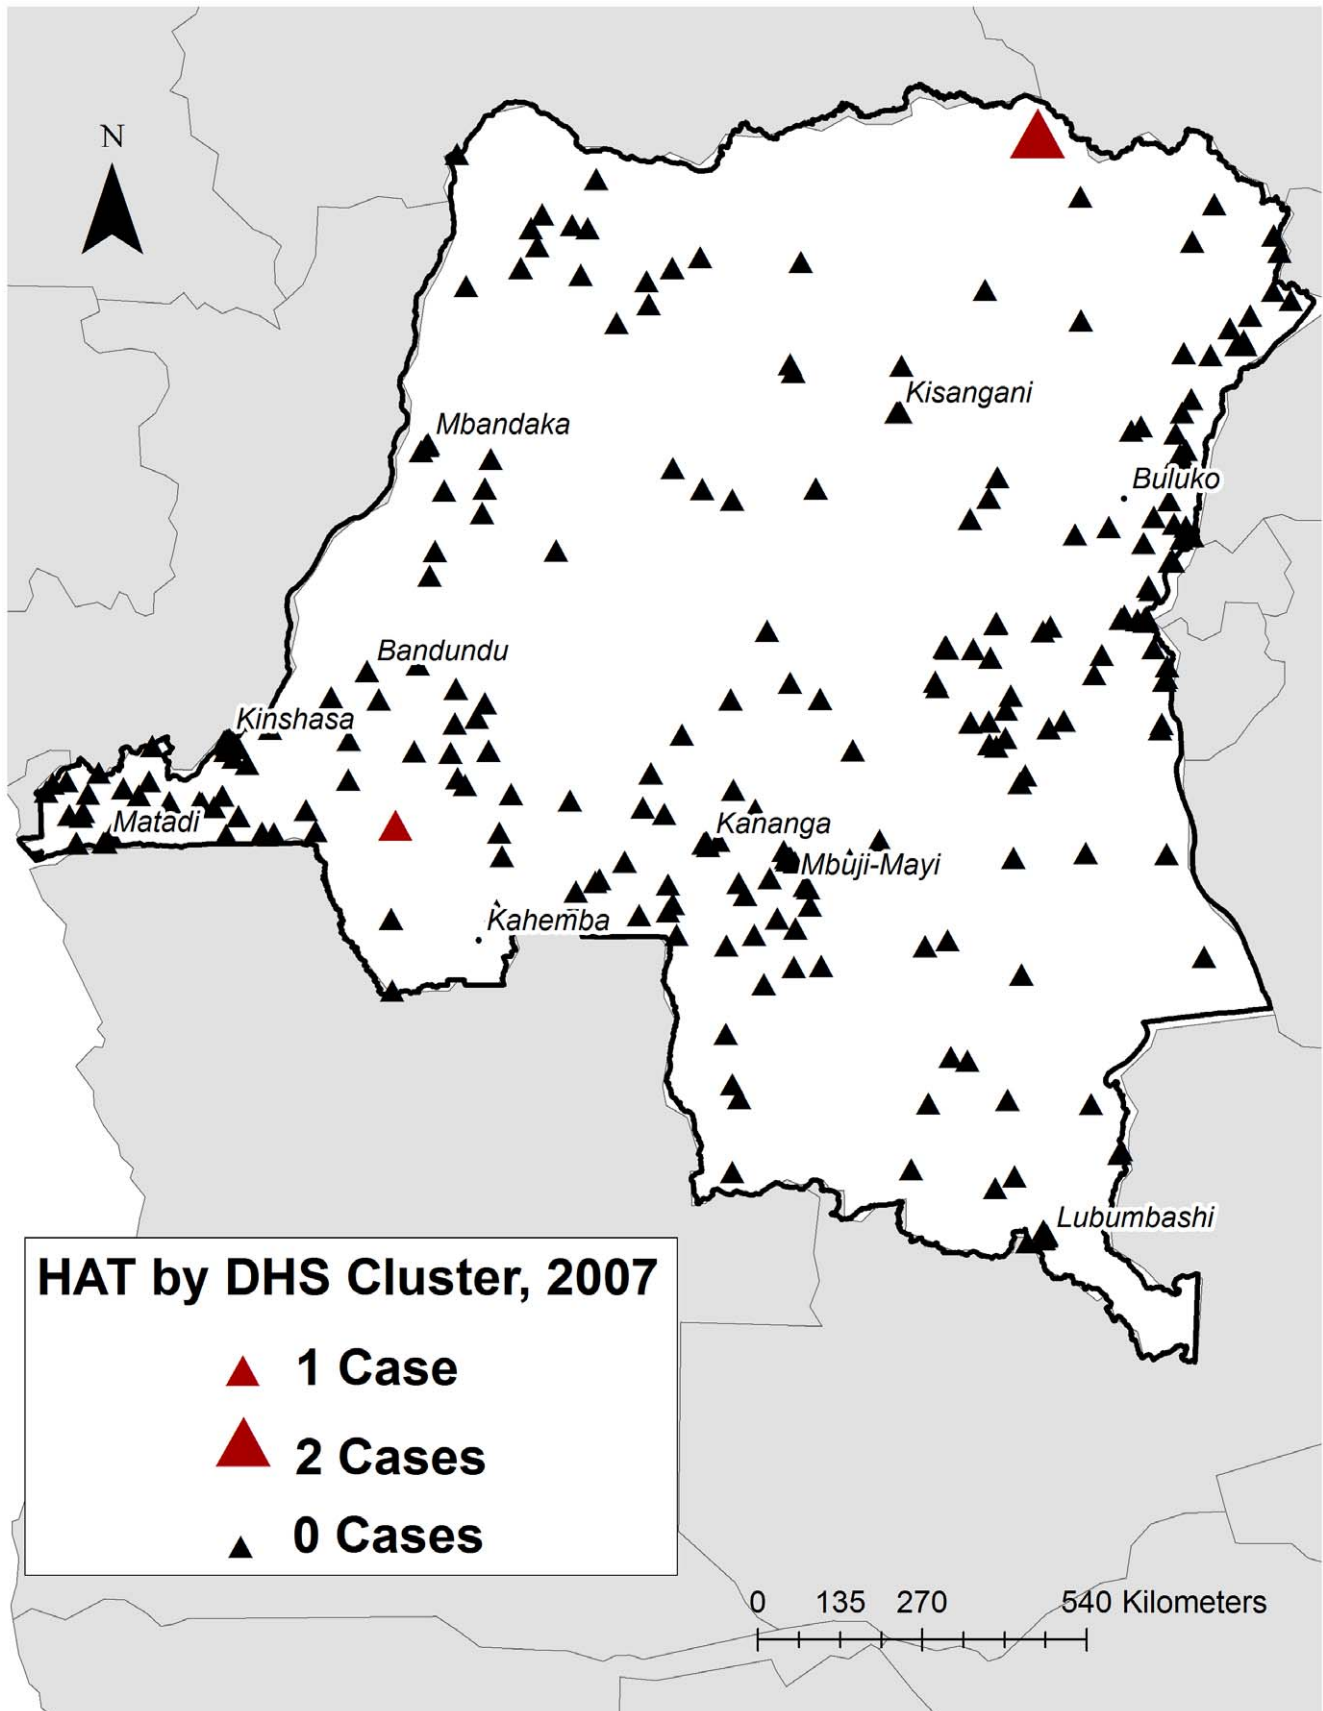 N
Kisangani
Mbandaka
Buluko
Bandundu
Kinshasa
Matadi
Kananga
Mbuji-Mayi
Kahemba
Lubumbashi
HAT by DHS Cluster, 2007
1 Case
2 Cases
0 Cases
0 135 270 540 Kilometers